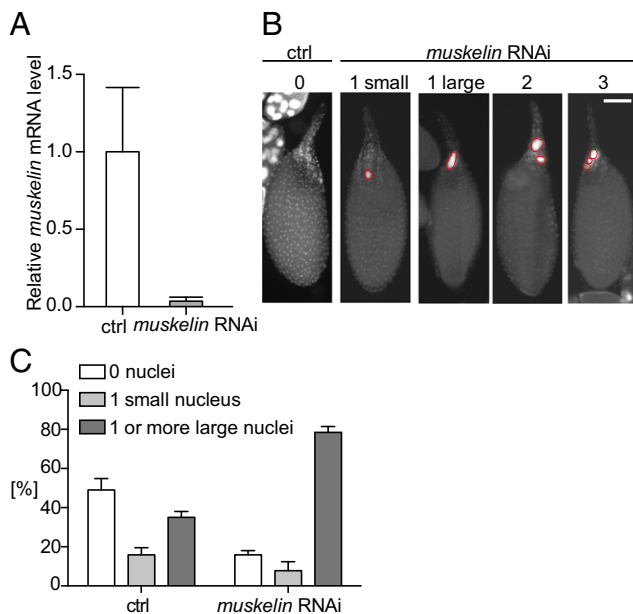 A
Relative muskelin mRNA level
1.5
1.0
0.5
0.0
ctrl muskelin RNAi
B
ctrl muskelin RNAi
0 1 small 1 large 2 3
C
0 nuclei
1 small nucleus
1 or more large nuclei
[%]
100
80
60
40
20
0
ctrl muskelin RNAi